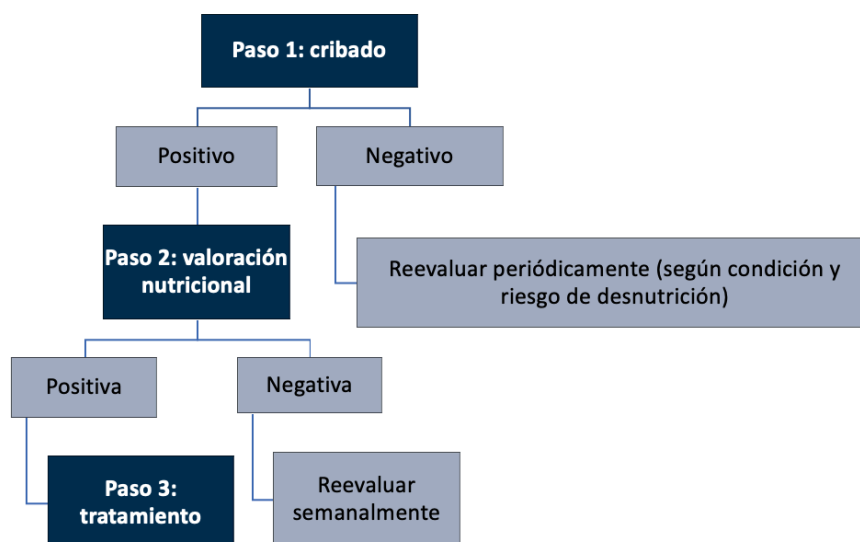 Paso 1: cribado
Positivo
Negativo
Paso 2: valoración
nutricional
Reevaluar periódicamente (según condición y
riesgo de desnutrición)
Positiva
Negativa
Paso 3:
tratamiento
Reevaluar
semanalmente